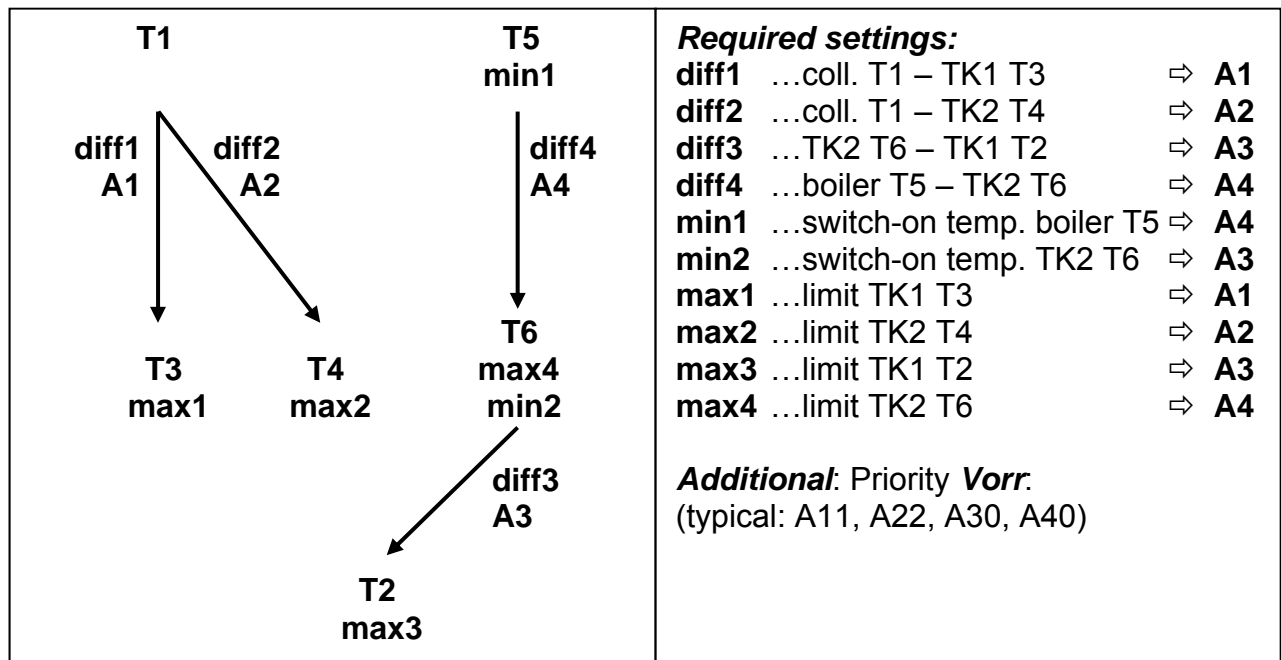 T1
T5
min1
diff1
A1
diff2
A2
diff4
A4
T3
max1
T4
max2
T6
max4
min2
diff3
A3
T2
max3
Required settings:
diff1 …coll. T1 – TK1 T3 ⇨ A1
diff2 …coll. T1 – TK2 T4 ⇨ A2
diff3 …TK2 T6 – TK1 T2 ⇨ A3
diff4 …boiler T5 – TK2 T6 ⇨ A4
min1 …switch-on temp. boiler T5 ⇨ A4
min2 …switch-on temp. TK2 T6 ⇨ A3
max1 …limit TK1 T3 ⇨ A1
max2 …limit TK2 T4 ⇨ A2
max3 …limit TK1 T2 ⇨ A3
max4 …limit TK2 T6 ⇨ A4
Additional: Priority Vorr:
(typical: A11, A22, A30, A40)